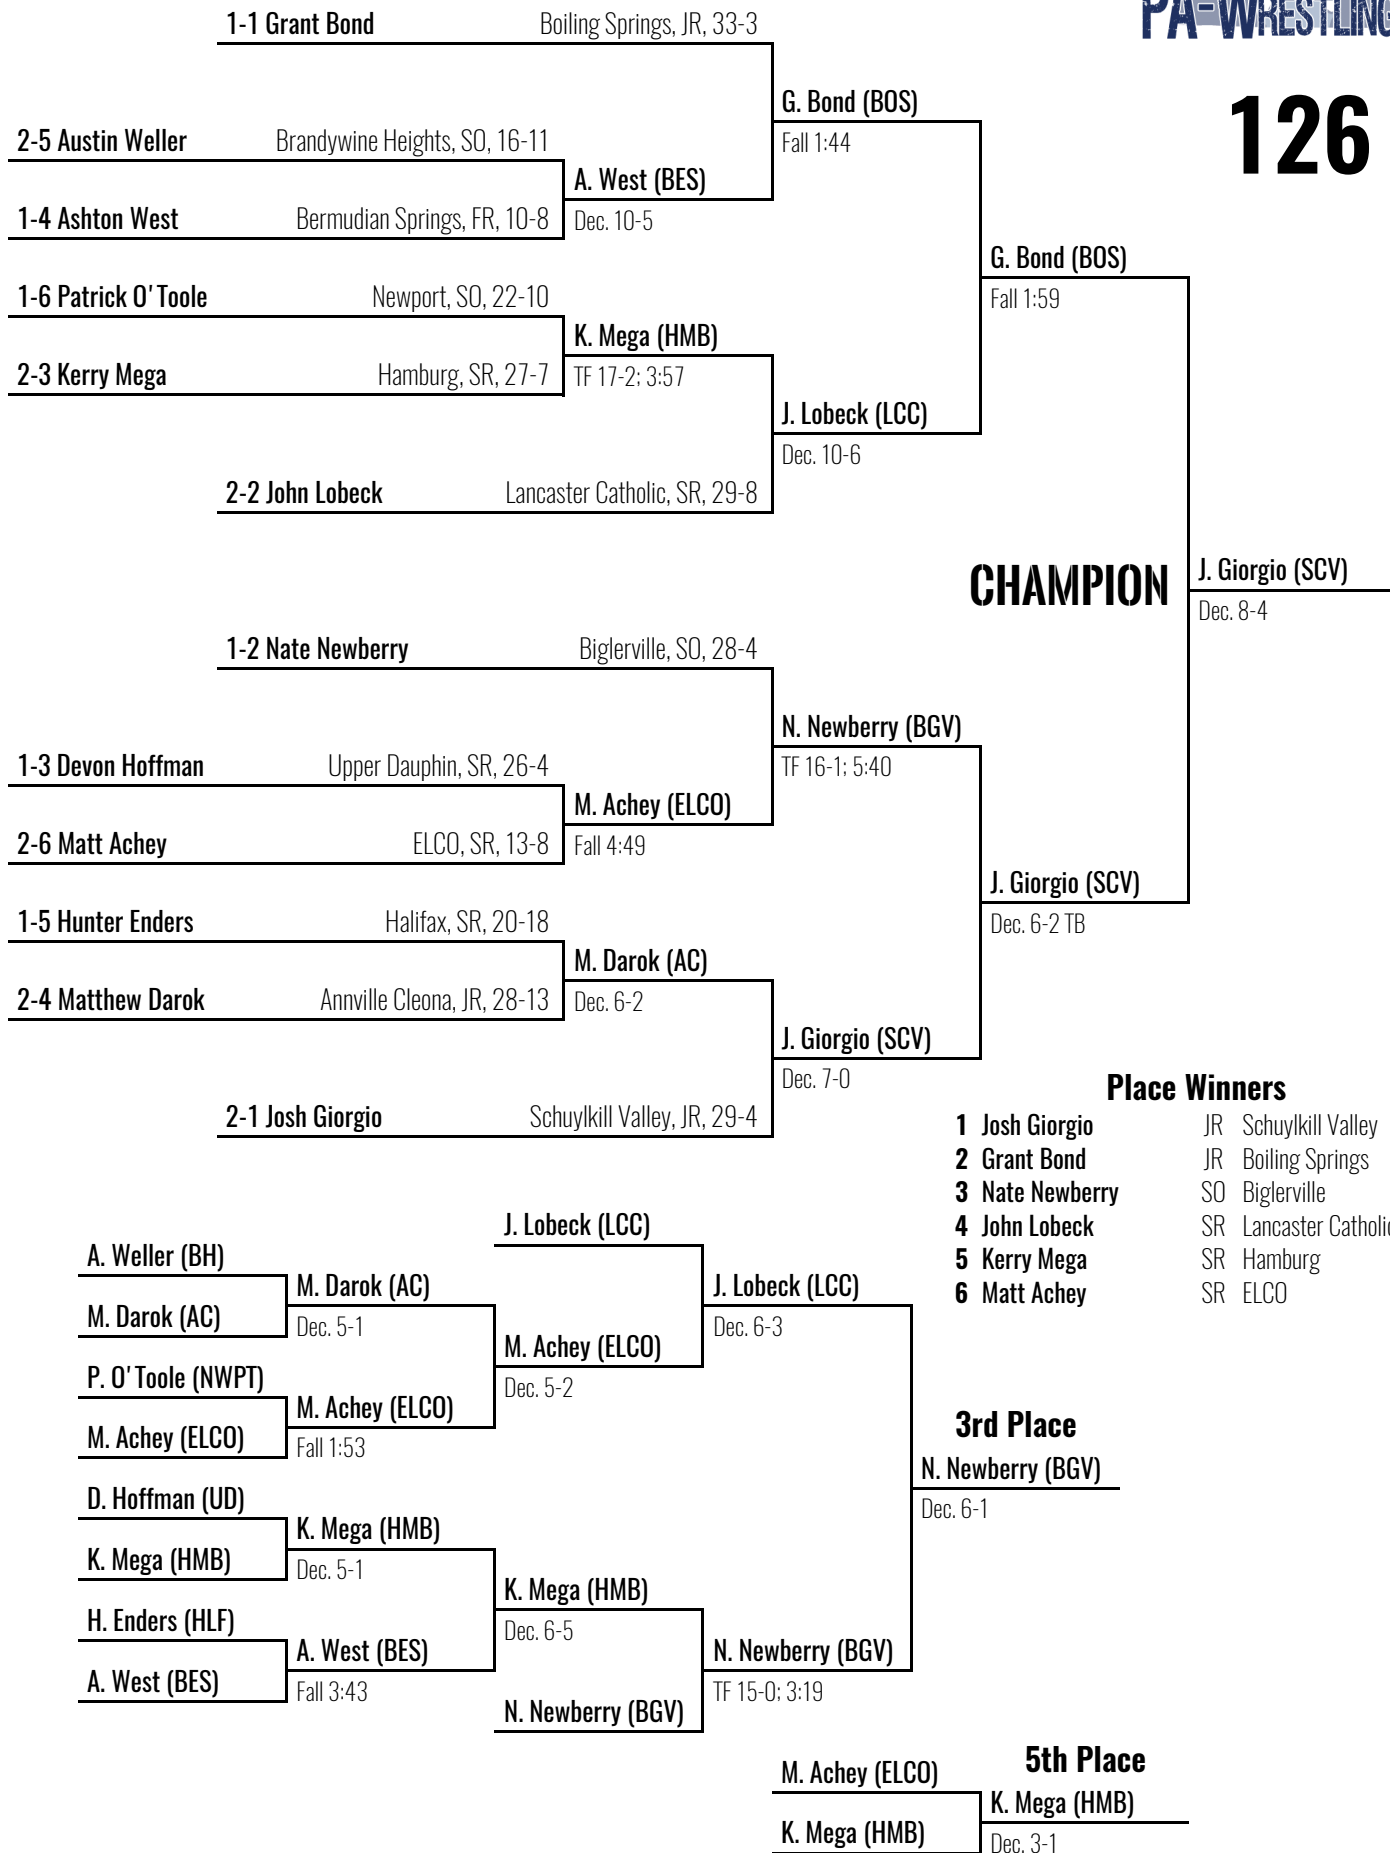 PA-WRESTLING
126
1-1 Grant Bond Boiling Springs, JR, 33-3
G. Bond (BOS)
Fall 1:44
2-5 Austin Weller Brandywine Heights, SO, 16-11
A. West (BES)
Dec. 10-5
1-4 Ashton West Bermudian Springs, FR, 10-8
G. Bond (BOS)
Fall 1:59
1-6 Patrick O'Toole Newport, SO, 22-10
K. Mega (HMB)
TF 17-2; 3:57
2-3 Kerry Mega Hamburg, SR, 27-7
J. Lobeck (LCC)
Dec. 10-6
2-2 John Lobeck Lancaster Catholic, SR, 29-8
CHAMPION
J. Giorgio (SCV)
Dec. 8-4
1-2 Nate Newberry Biglerville, SO, 28-4
N. Newberry (BGV)
TF 16-1; 5:40
1-3 Devon Hoffman Upper Dauphin, SR, 26-4
M. Achey (ELCO)
Fall 4:49
2-6 Matt Achey ELCO, SR, 13-8
J. Giorgio (SCV)
Dec. 6-2 TB
1-5 Hunter Enders Halifax, SR, 20-18
M. Darok (AC)
Dec. 6-2
2-4 Matthew Darok Annville Cleona, JR, 28-13
J. Giorgio (SCV)
Dec. 7-0
2-1 Josh Giorgio Schuylkill Valley, JR, 29-4
Place Winners
1 Josh Giorgio JR Schuylkill Valley
2 Grant Bond JR Boiling Springs
3 Nate Newberry SO Biglerville
4 John Lobeck SR Lancaster Catholic
5 Kerry Mega SR Hamburg
6 Matt Achey SR ELCO
J. Lobeck (LCC)
A. Weller (BH)
M. Darok (AC)
Dec. 5-1
M. Darok (AC)
J. Lobeck (LCC)
Dec. 6-3
M. Achey (ELCO)
Dec. 5-2
P. O'Toole (NWPT)
M. Achey (ELCO)
Fall 1:53
M. Achey (ELCO)
3rd Place
N. Newberry (BGV)
Dec. 6-1
D. Hoffman (UD)
K. Mega (HMB)
Dec. 5-1
K. Mega (HMB)
K. Mega (HMB)
Dec. 6-5
H. Enders (HLF)
A. West (BES)
Fall 3:43
A. West (BES)
N. Newberry (BGV)
TF 15-0; 3:19
N. Newberry (BGV)
5th Place
M. Achey (ELCO)
K. Mega (HMB)
Dec. 3-1
K. Mega (HMB)